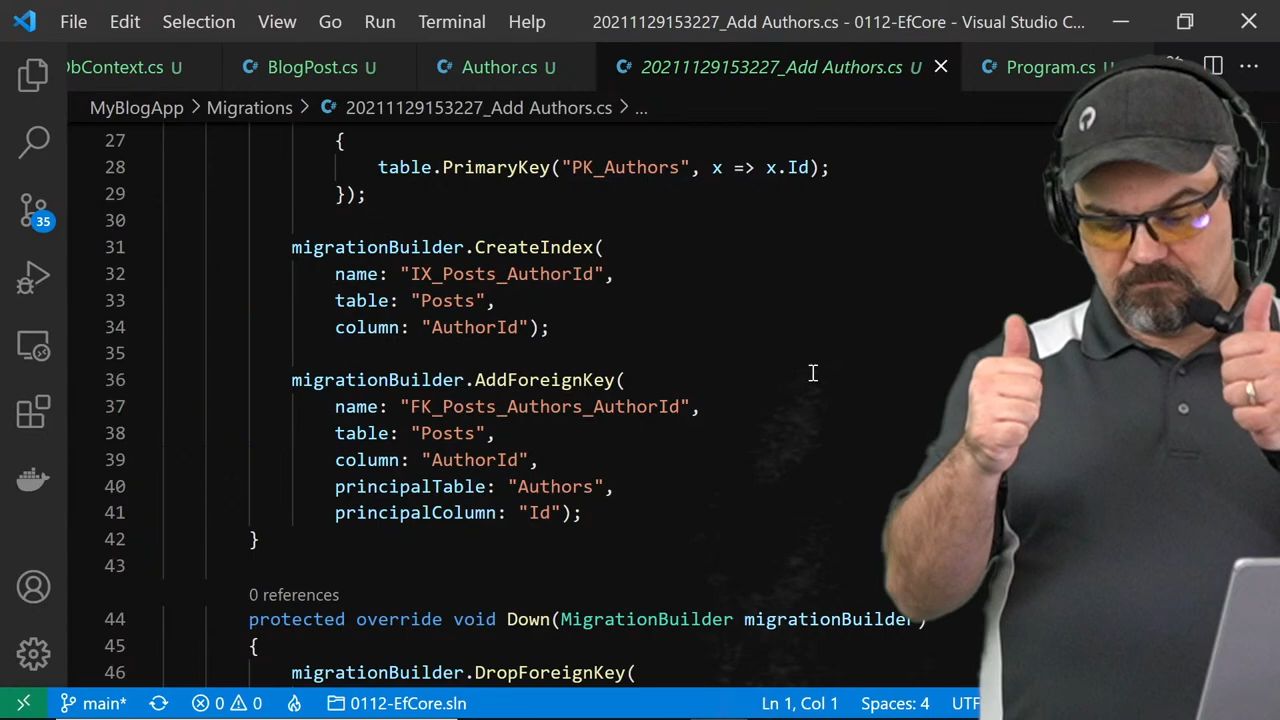 File Edit Selection View Go Run Terminal Help 20211129153227_Add Authors.cs - 0112-EfCore - Visual Studio C...
DbContext.cs U BlogPost.cs U Author.cs U 20211129153227_Add Authors.cs U Program.cs U
MyBlogApp > Migrations > 20211129153227_Add Authors.cs > ...
27 {
28 table.PrimaryKey("PK_Authors", x => x.Id);
29 });
30
31 migrationBuilder.CreateIndex(
32 name: "IX_Posts_AuthorId",
33 table: "Posts",
34 column: "AuthorId");
35
36 migrationBuilder.AddForeignKey(
37 name: "FK_Posts_Authors_AuthorId",
38 table: "Posts",
39 column: "AuthorId",
40 principalTable: "Authors",
41 principalColumn: "Id");
42 }
43
0 references
44 protected override void Down(MigrationBuilder migrationBuilder)
45 {
46 migrationBuilder.DropForeignKey(
35
main* 0 0 0112-EfCore.sln Ln 1, Col 1 Spaces: 4 UTF